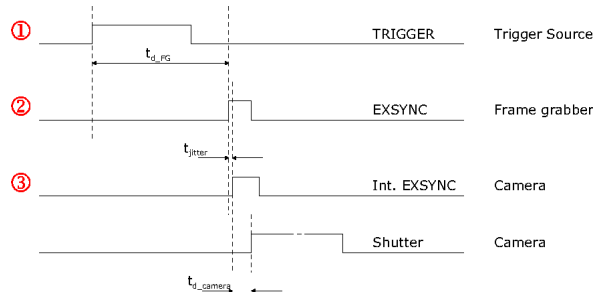 ① TRIGGER Trigger Source
t_d_FG
② EXSYNC Frame grabber
t_jitter
③ Int. EXSYNC Camera
Shutter Camera
t_d_camera